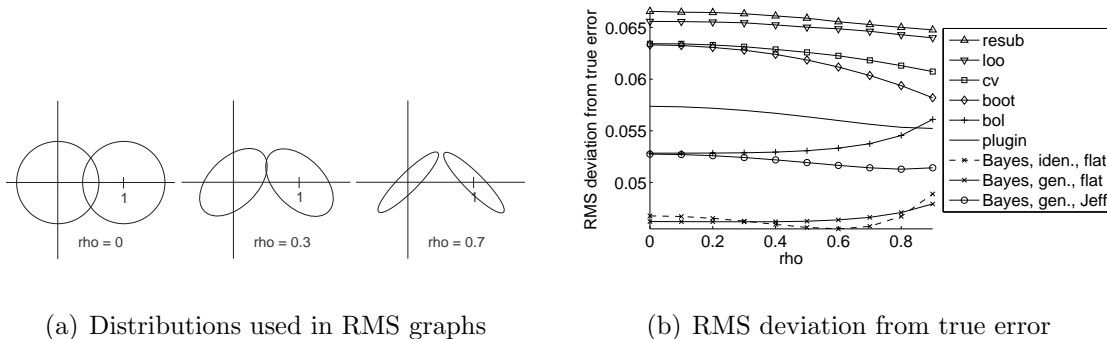 1
rho = 0
1
rho = 0.3
1
rho = 0.7
(a) Distributions used in RMS graphs
RMS deviation from true error
0.065
0.06
0.055
0.05
0 0.2 0.4 0.6 0.8
rho
resub
loo
cv
boot
bol
plugin
Bayes, iden., flat
Bayes, gen., flat
Bayes, gen., Jeff
(b) RMS deviation from true error